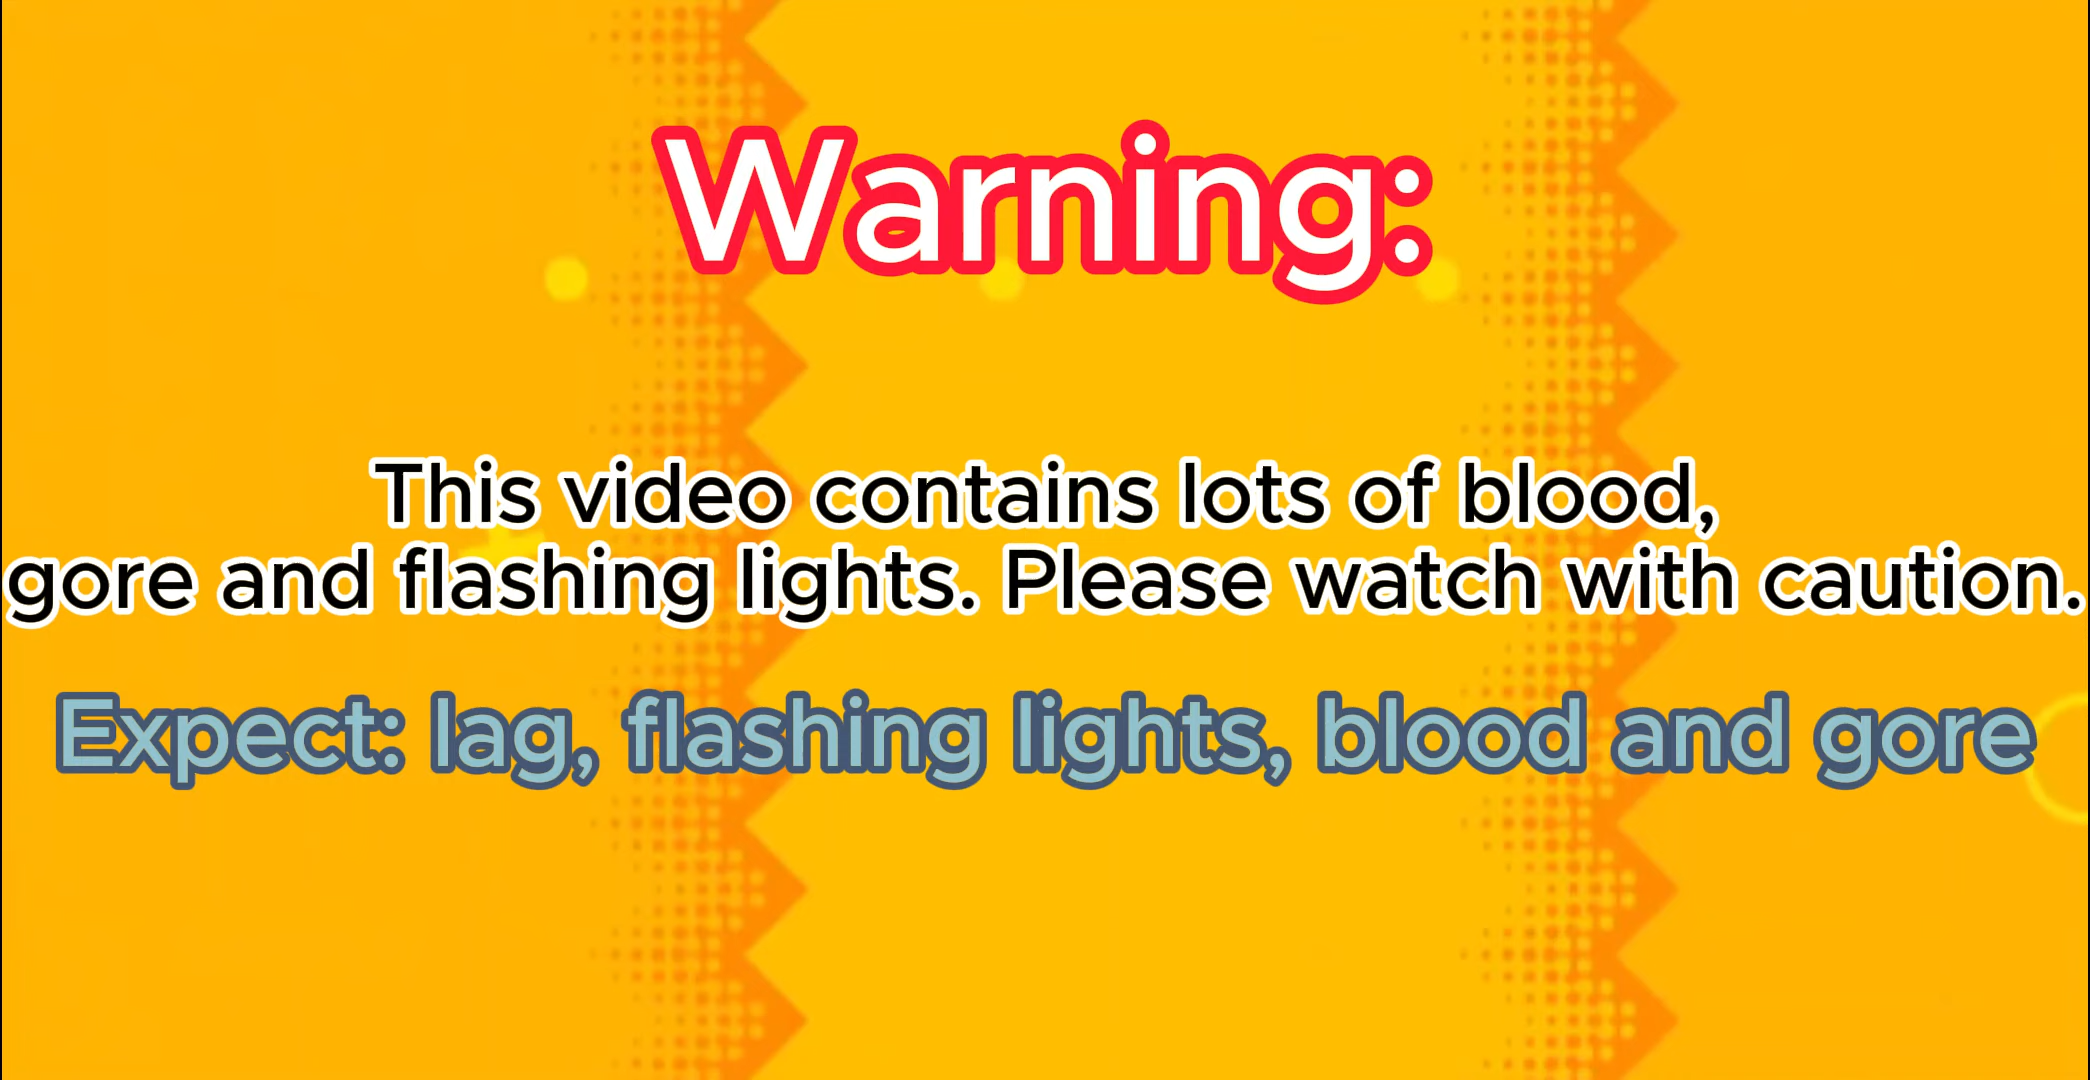 Warning:
This video contains lots of blood,
gore and flashing lights. Please watch with caution.
Expect: lag, flashing lights, blood and gore